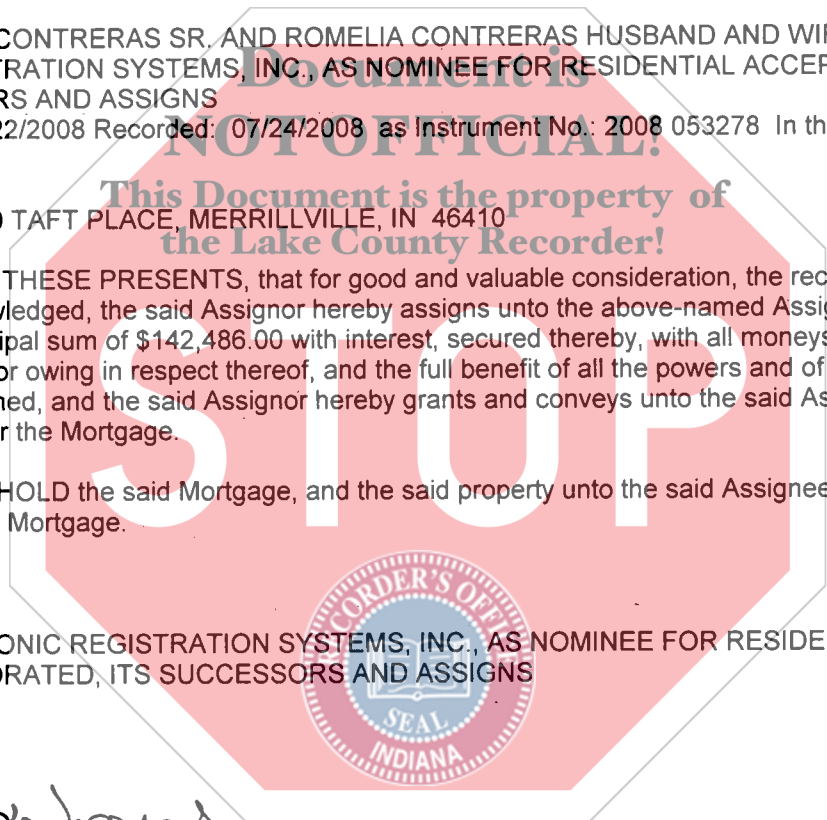 CONTRERAS SR. AND ROMELIA CONTRERAS HUSBAND AND WIF
TRATION SYSTEMS, INC., AS NOMINEE FOR RESIDENTIAL ACCEP
RS AND ASSIGNS
22/2008 Recorded: 07/24/2008 as Instrument No.: 2008 053278 In th
Document is
NOT OFFICIAL!
This Document is the property of
the Lake County Recorder!
TAFT PLACE, MERRILLVILLE, IN 46410
THESE PRESENTS, that for good and valuable consideration, the rec
vledged, the said Assignor hereby assigns unto the above-named Assig
ipal sum of $142,486.00 with interest, secured thereby, with all moneys
or owing in respect thereof, and the full benefit of all the powers and of
ned, and the said Assignor hereby grants and conveys unto the said As
r the Mortgage.
STOP
HOLD the said Mortgage, and the said property unto the said Assignee
Mortgage.
RECORDER'S OFFICE
ONIC REGISTRATION SYSTEMS, INC., AS NOMINEE FOR RESIDE
ORATED, ITS SUCCESSORS AND ASSIGNS
SEAL
INDIANA